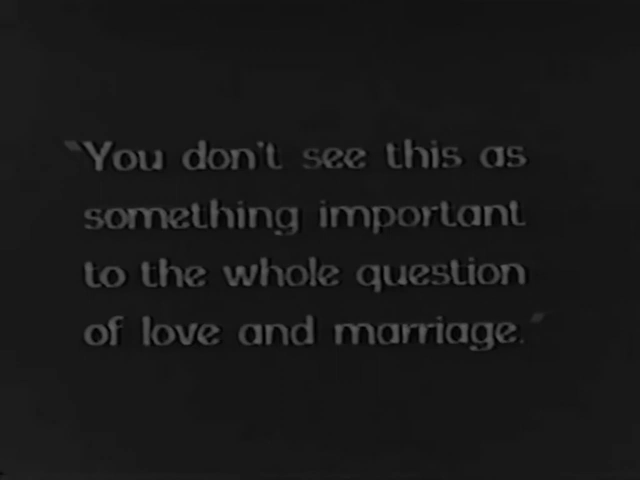 "You don't see this as
something important
to the whole question
of love and marriage."